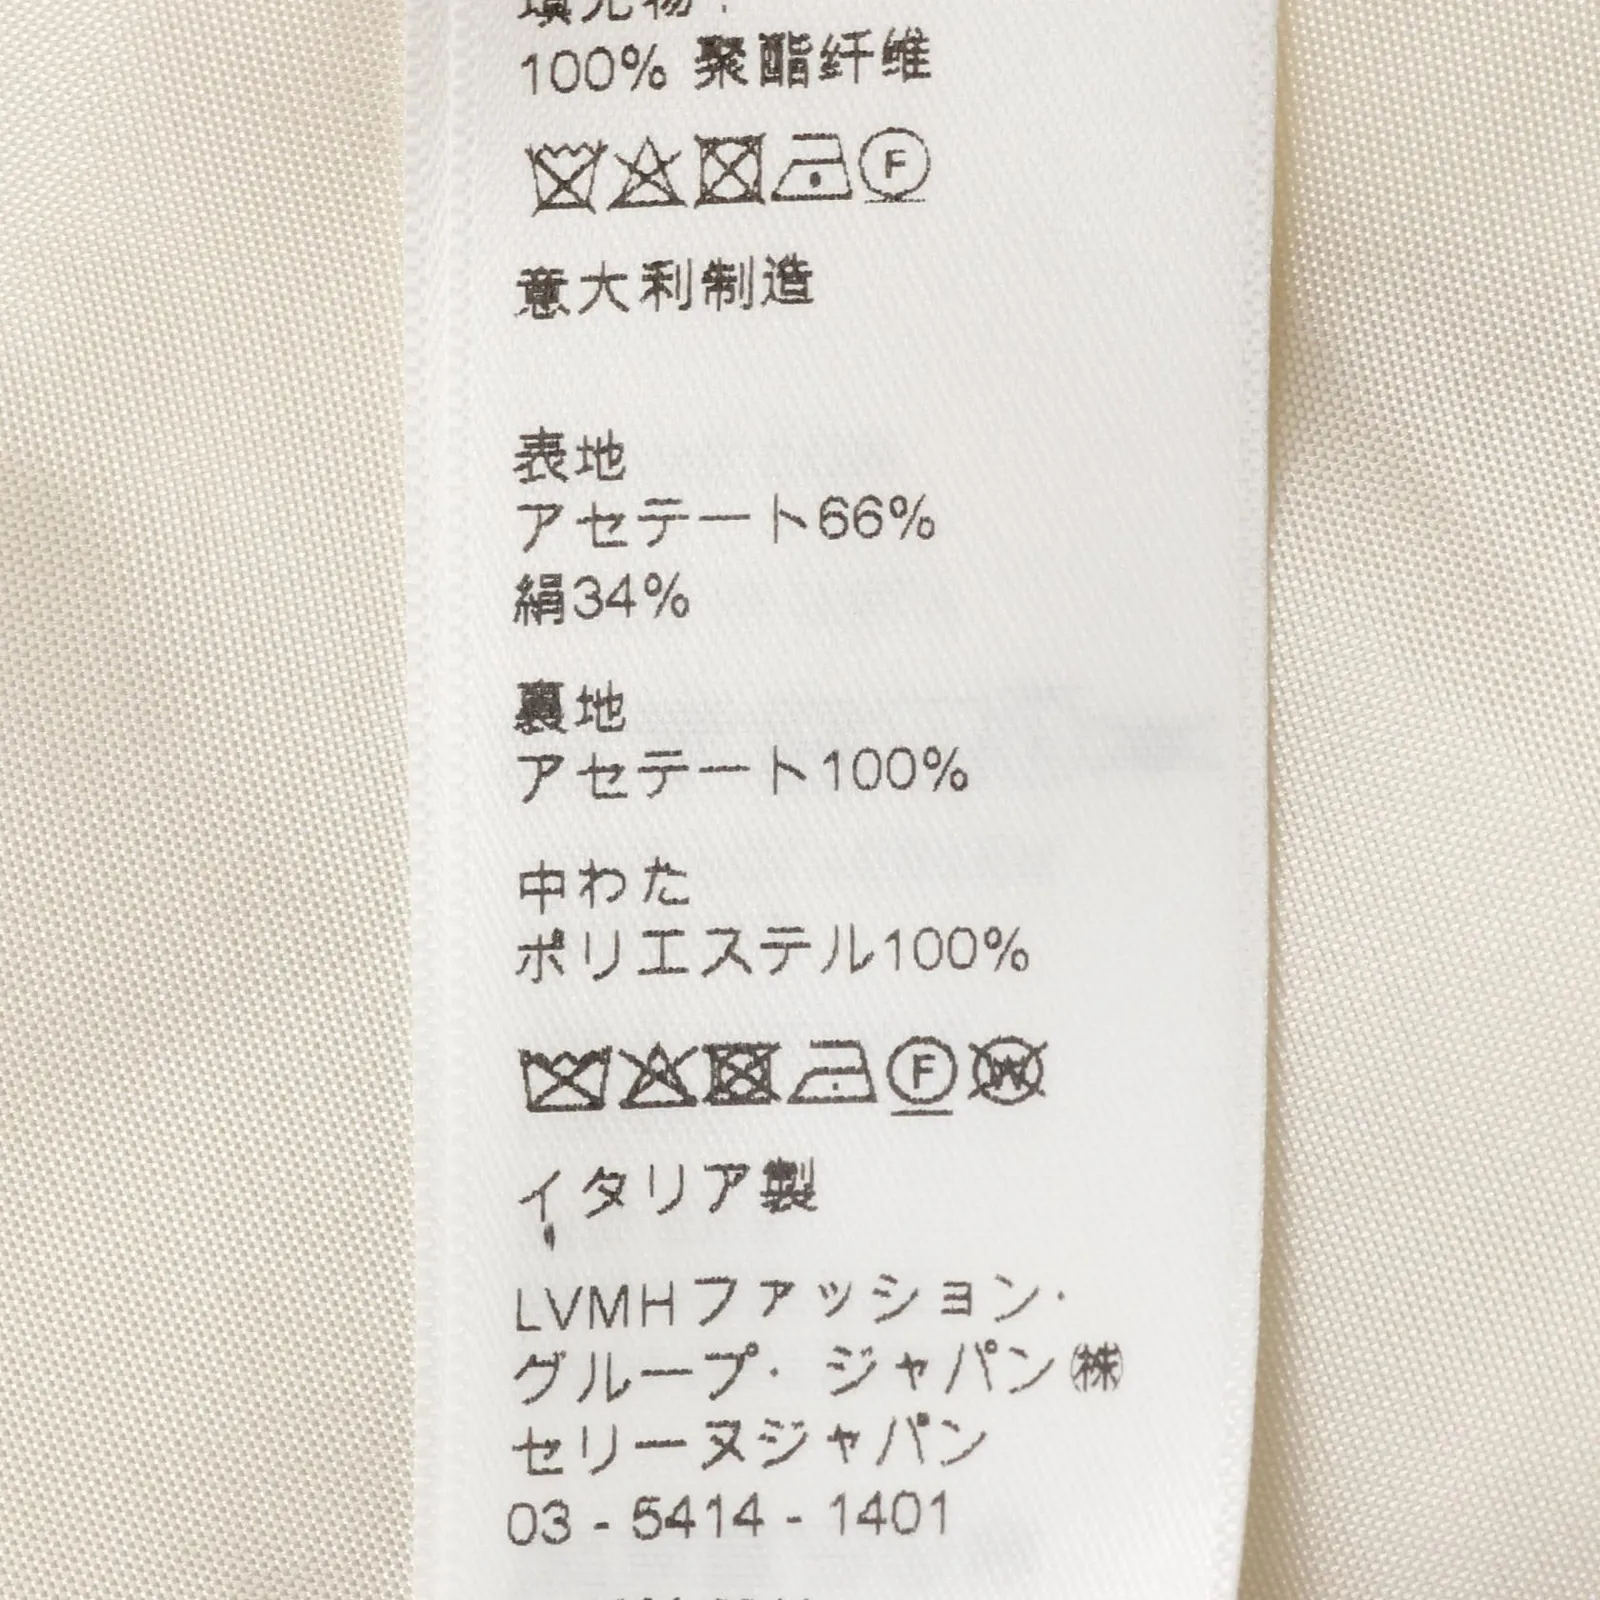 填充物:
100% 聚酯纤维
F
意大利制造
表地
アセテート66%
絹34%
裏地
アセテート100%
中わた
ポリエステル100%
F W
イタリア製
LVMHファッション・
グループ・ ジャパン㈱
セリーヌジャパン
03 - 5414 - 1401